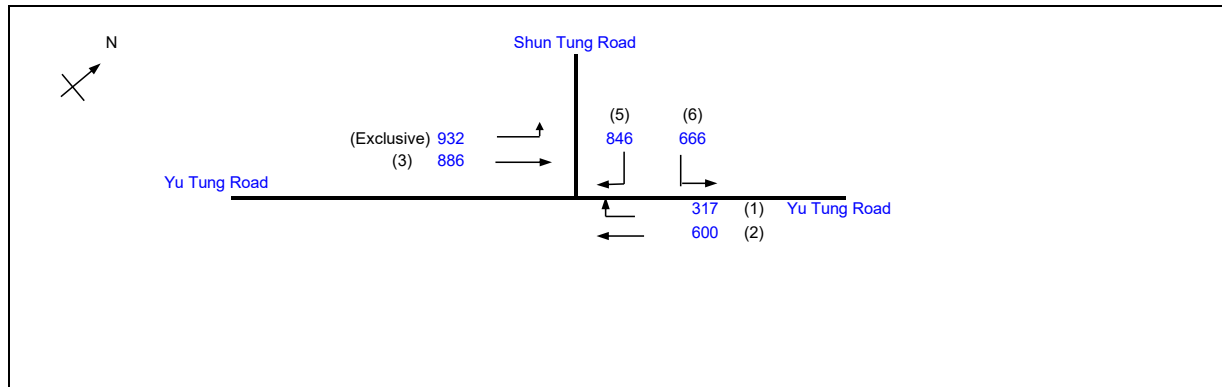 N
Shun Tung Road
(5) (6)
(Exclusive) 932 846 666
(3) 886
Yu Tung Road
317 (1) Yu Tung Road
600 (2)